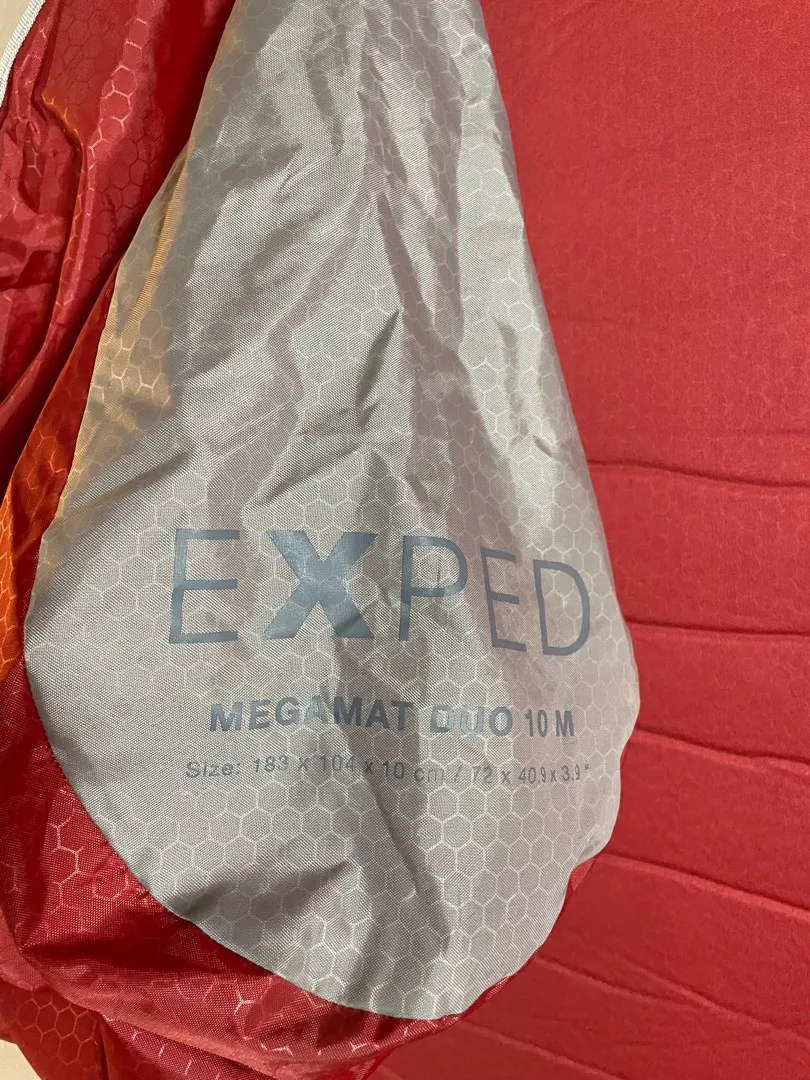 EXPED
MEGAMAT DUO 10 M
Size: 183 x 104 x 10 cm / 72 x 40.9 x 3.9 "